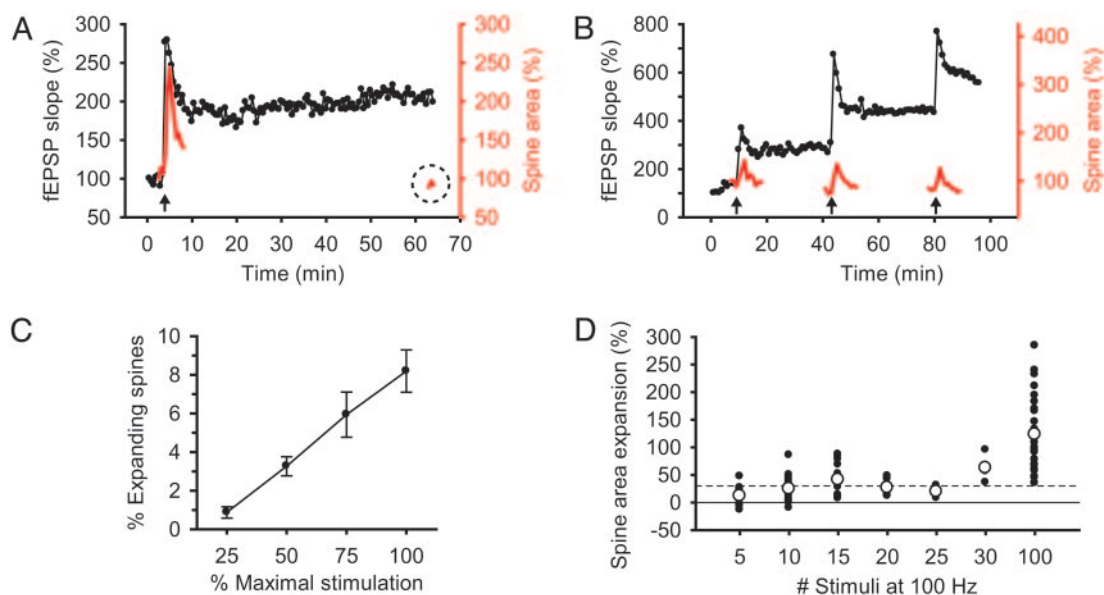 A
fEPSP slope (%)
300
250
200
150
100
50
0 10 20 30 40 50 60 70
Time (min)
300
250
200
150
100
50
Spine area (%)
B
fEPSP slope (%)
800
600
400
200
0
0 20 40 60 80 100
Time (min)
400
300
200
100
Spine area (%)
C
% Expanding spines
10
8
6
4
2
0
25 50 75 100
% Maximal stimulation
D
Spine area expansion (%)
300
250
200
150
100
50
0
-50
5 10 15 20 25 30 100
# Stimuli at 100 Hz